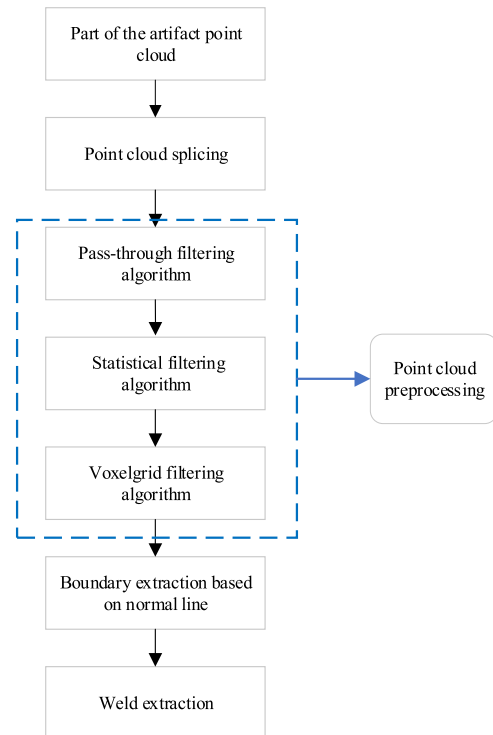 Part of the artifact point
cloud
Point cloud splicing
Pass-through filtering
algorithm
Statistical filtering
algorithm
Point cloud
preprocessing
Voxelgrid filtering
algorithm
Boundary extraction based
on normal line
Weld extraction